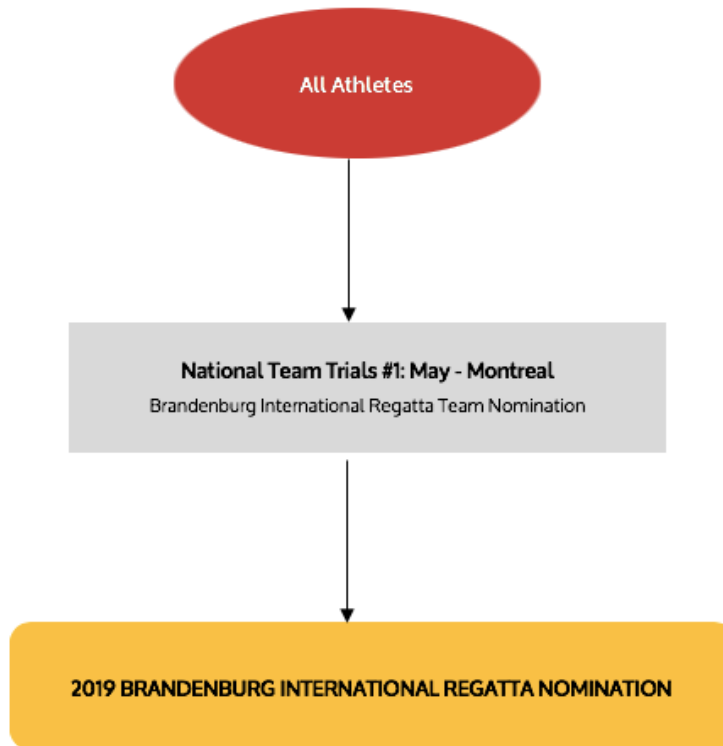 All Athletes
National Team Trials #1: May - Montreal
Brandenburg International Regatta Team Nomination
2019 BRANDENBURG INTERNATIONAL REGATTA NOMINATION